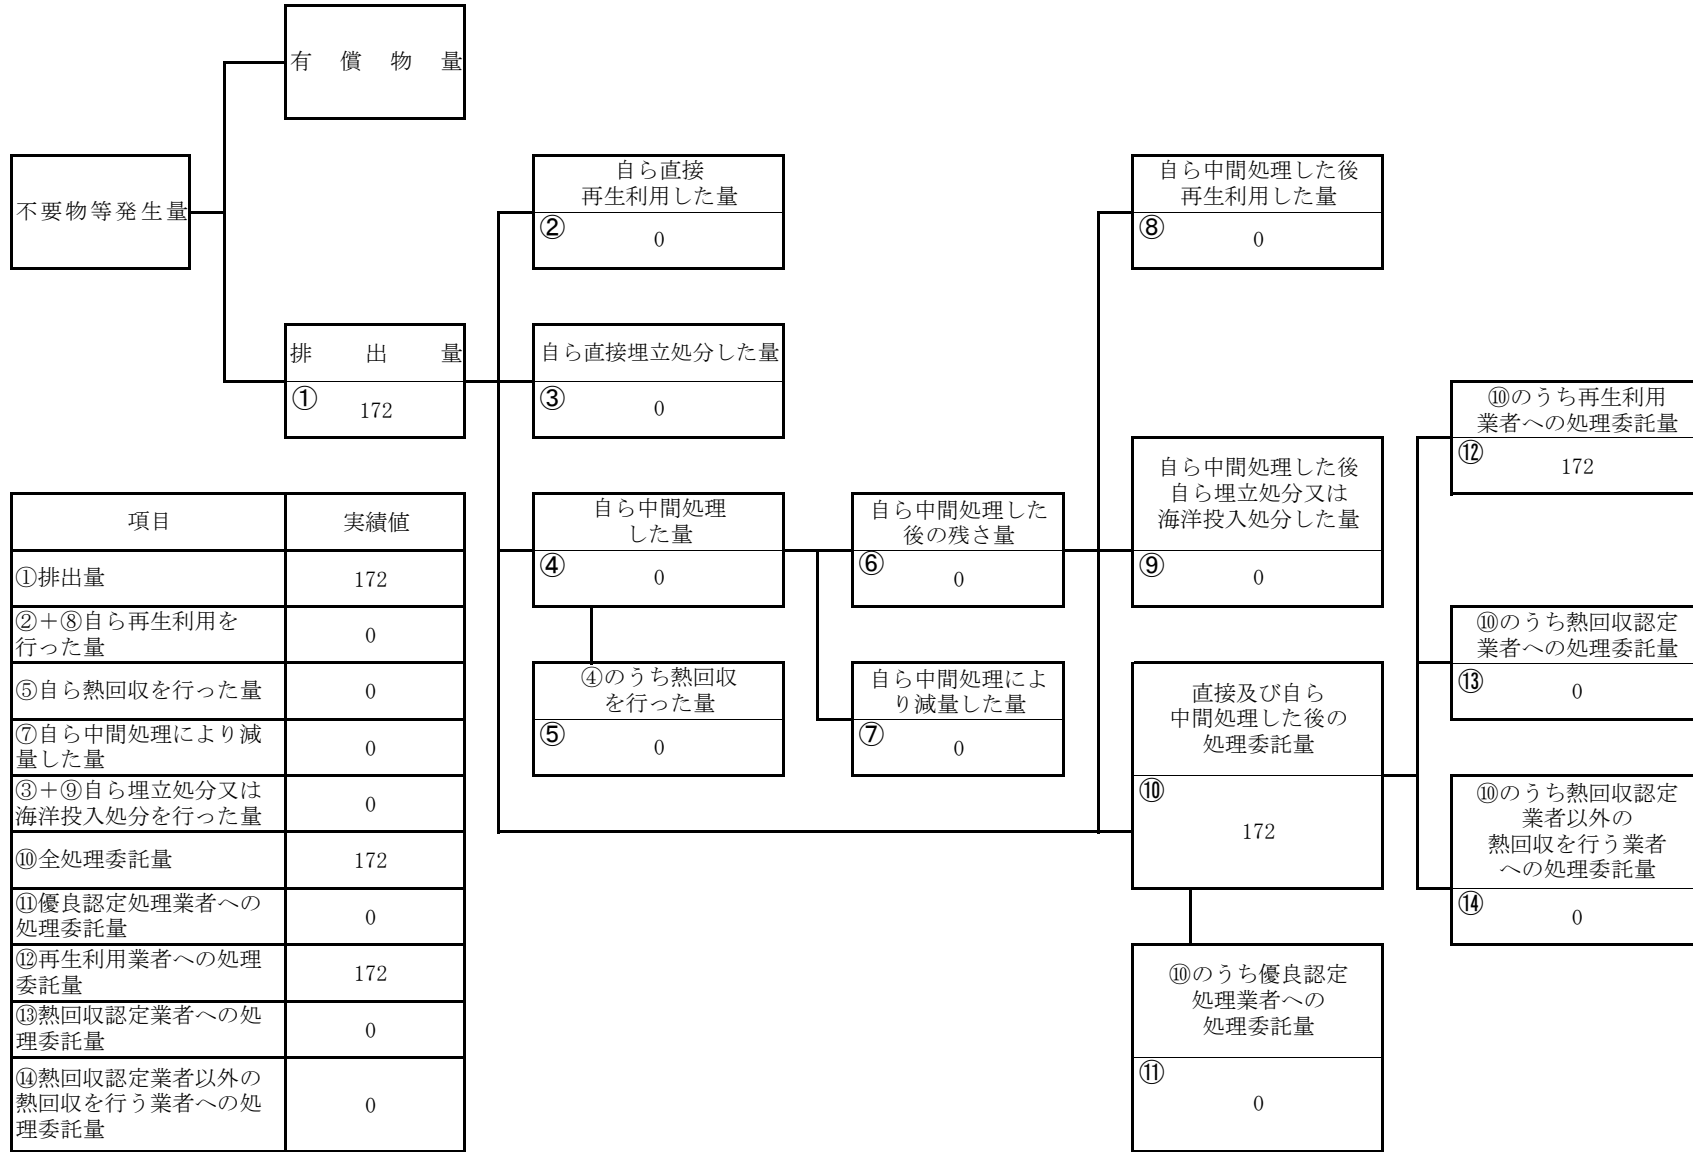 有償物量
不要物等発生量
排出量
①
172
自ら直接
再生利用した量
②
0
自ら直接埋立処分した量
③
0
自ら中間処理
した量
④
0
④のうち熱回収
を行った量
⑤
0
自ら中間処理した
後の残さ量
⑥
0
自ら中間処理によ
り減量した量
⑦
0
自ら中間処理した後
再生利用した量
⑧
0
自ら中間処理した後
自ら埋立処分又は
海洋投入処分した量
⑨
0
直接及び自ら
中間処理した後の
処理委託量
⑩
172
⑩のうち優良認定
処理業者への
処理委託量
⑪
0
⑩のうち再生利用
業者への処理委託量
⑫
172
⑩のうち熱回収認定
業者への処理委託量
⑬
0
⑩のうち熱回収認定
業者以外の
熱回収を行う業者
への処理委託量
⑭
0
項目 実績値
①排出量 172
②＋⑧自ら再生利用を
行った量 0
⑤自ら熱回収を行った量 0
⑦自ら中間処理により減
量した量 0
③＋⑨自ら埋立処分又は
海洋投入処分を行った量 0
⑩全処理委託量 172
⑪優良認定処理業者への
処理委託量 0
⑫再生利用業者への処理
委託量 172
⑬熱回収認定業者への処
理委託量 0
⑭熱回収認定業者以外の
熱回収を行う業者への処
理委託量 0